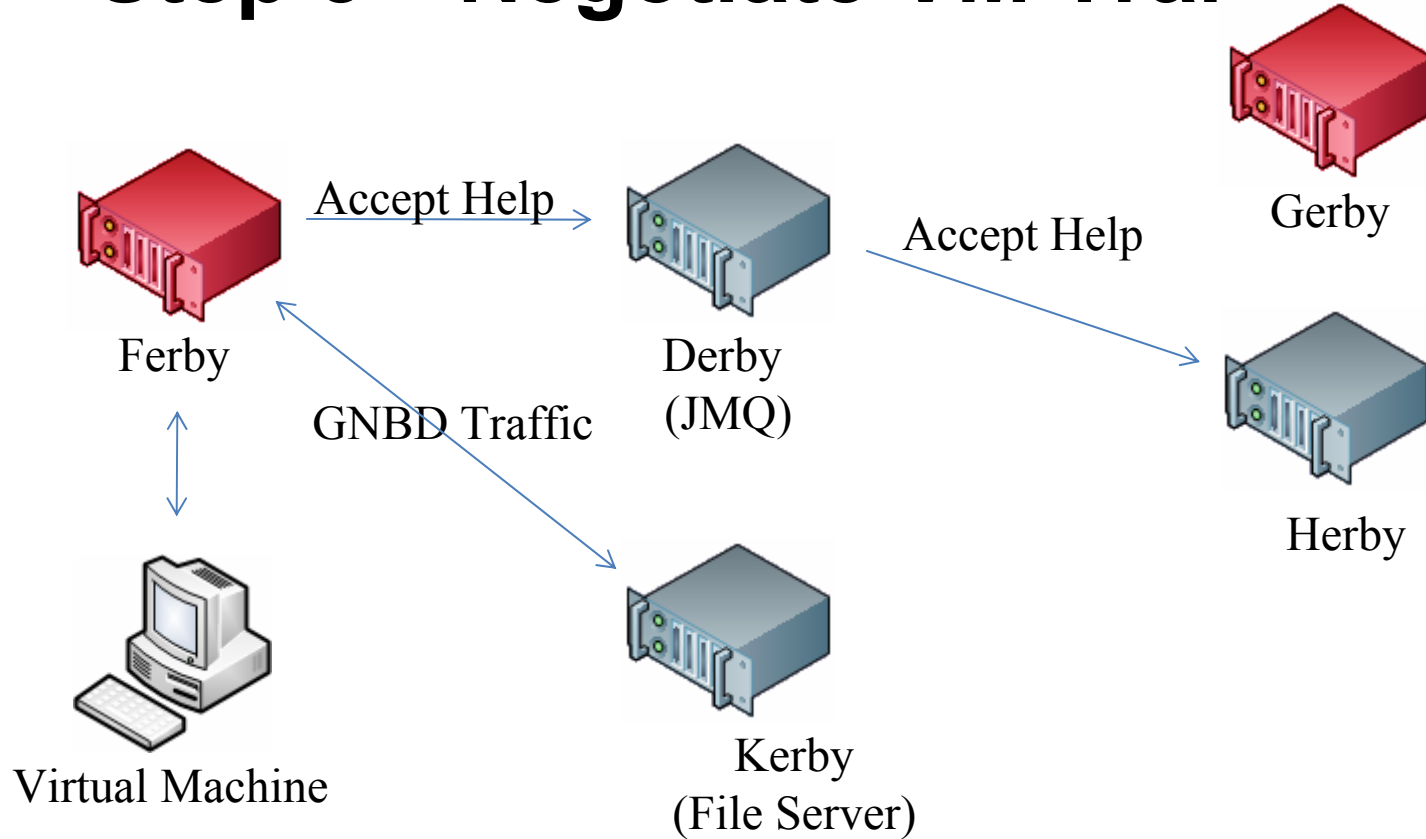 Accept Help
Gerby
Accept Help
Ferby
Derby
(JMQ)
GNBD Traffic
Herby
Kerby
(File Server)
Virtual Machine